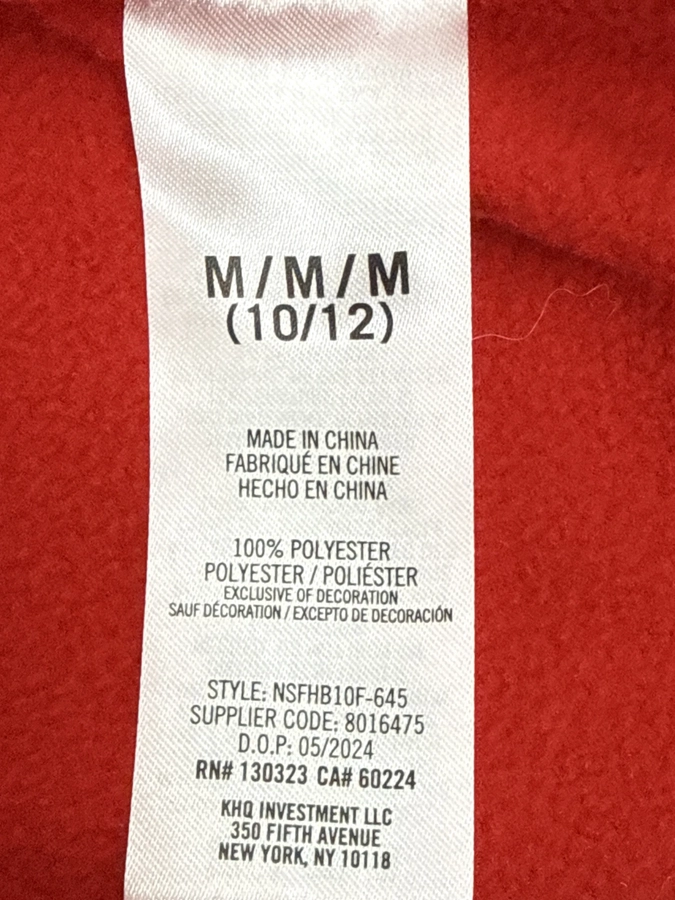 M/M/M
(10/12)
MADE IN CHINA
FABRIQUÉ EN CHINE
HECHO EN CHINA
100% POLYESTER
POLYESTER / POLIÉSTER
EXCLUSIVE OF DECORATION
SAUF DÉCORATION / EXCEPTO DE DECORACIÓN
STYLE: NSFHB10F-645
SUPPLIER CODE: 8016475
D.O.P: 05/2024
RN# 130323 CA# 60224
KHQ INVESTMENT LLC
350 FIFTH AVENUE
NEW YORK, NY 10118